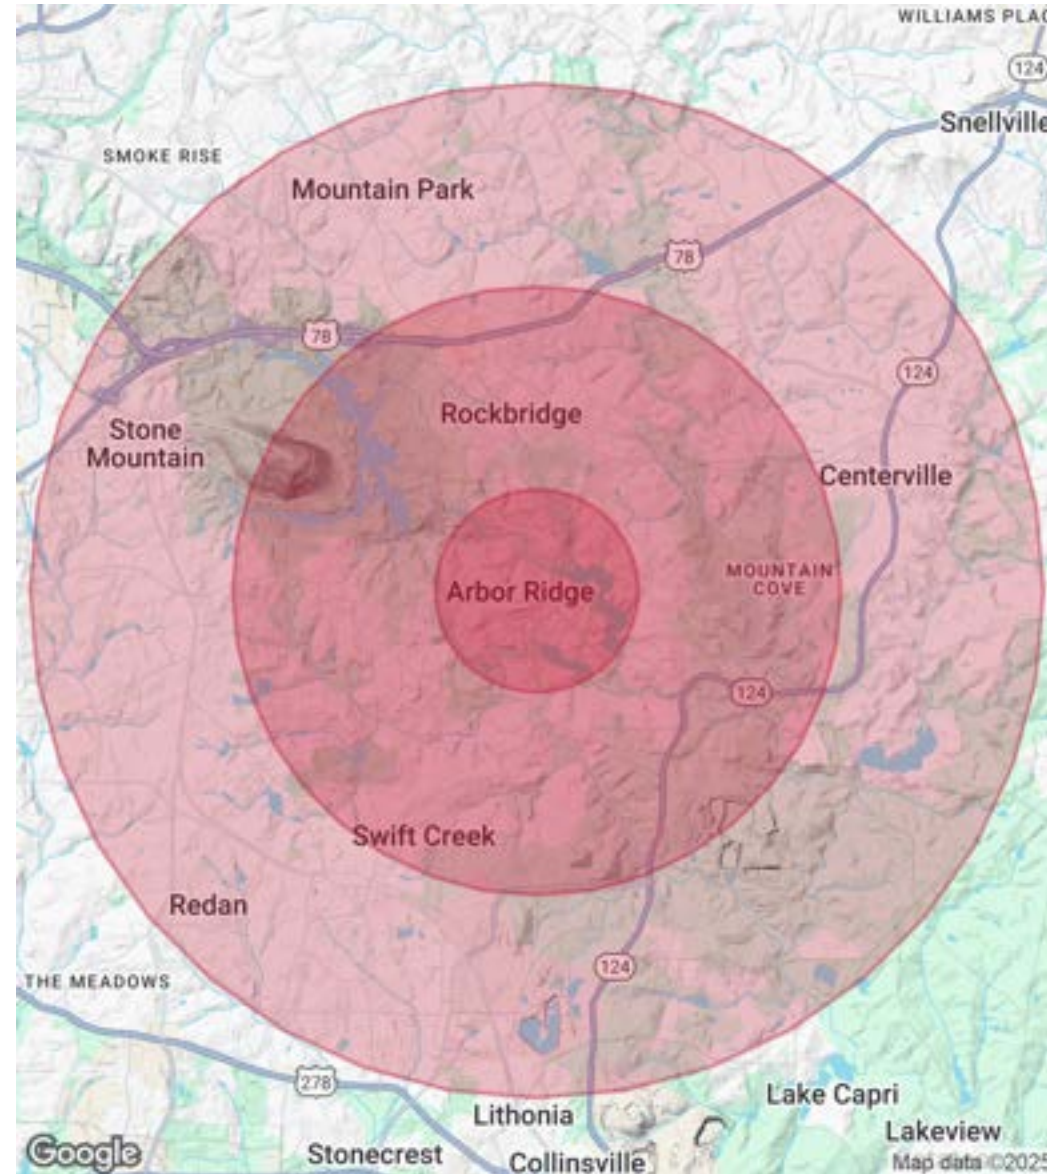 WILLIAMS PLAC
124
Snellville
SMOKE RISE
Mountain Park
78
78
124
Rockbridge
Stone
Mountain
Centerville
MOUNTAIN
COVE
Arbor Ridge
124
Swift Creek
Redan
124
THE MEADOWS
278
Lake Capri
Lithonia
Lakeview
Google
Stonecrest
Collinsville
Map data ©2025